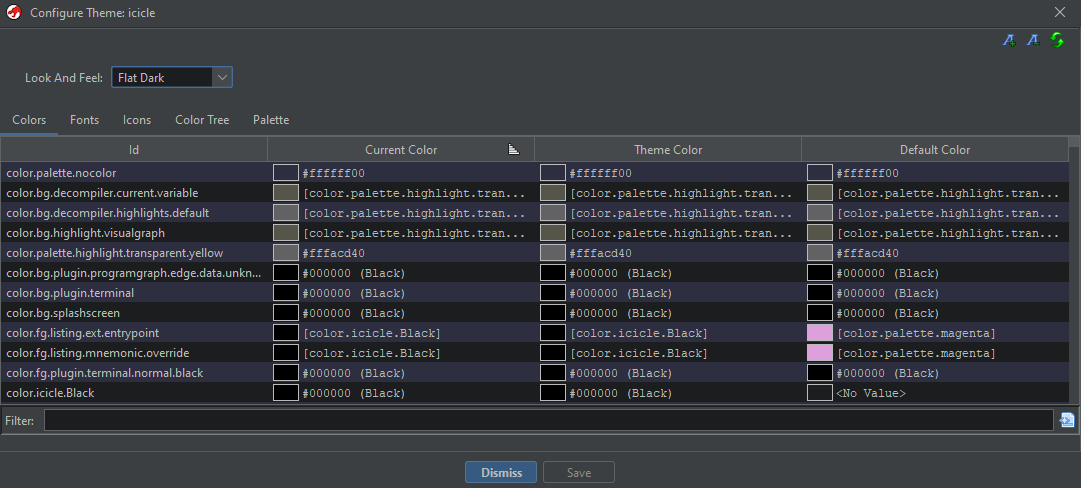 Configure Theme: icicle
Look And Feel: Flat Dark
Colors Fonts Icons Color Tree Palette
Id Current Color Theme Color Default Color
color.palette.nocolor #ffffff00 #ffffff00 #ffffff00
color.bg.decompiler.current.variable [color.palette.highlight.tran... [color.palette.highlight.tran... [color.palette.highlight.tran...
color.bg.decompiler.highlights.default [color.palette.highlight.tran... [color.palette.highlight.tran... [color.palette.highlight.tran...
color.bg.highlight.visualgraph [color.palette.highlight.tran... [color.palette.highlight.tran... [color.palette.highlight.tran...
color.palette.highlight.transparent.yellow #fffacd40 #fffacd40 #fffacd40
color.bg.plugin.programgraph.edge.data.unkn... #000000 (Black) #000000 (Black) #000000 (Black)
color.bg.plugin.terminal #000000 (Black) #000000 (Black) #000000 (Black)
color.bg.splashscreen #000000 (Black) #000000 (Black) #000000 (Black)
color.fg.listing.ext.entrypoint [color.icicle.Black] [color.icicle.Black] [color.palette.magenta]
color.fg.listing.mnemonic.override [color.icicle.Black] [color.icicle.Black] [color.palette.magenta]
color.fg.plugin.terminal.normal.black #000000 (Black) #000000 (Black) #000000 (Black)
color.icicle.Black #000000 (Black) #000000 (Black) <No Value>
Filter:
Dismiss Save